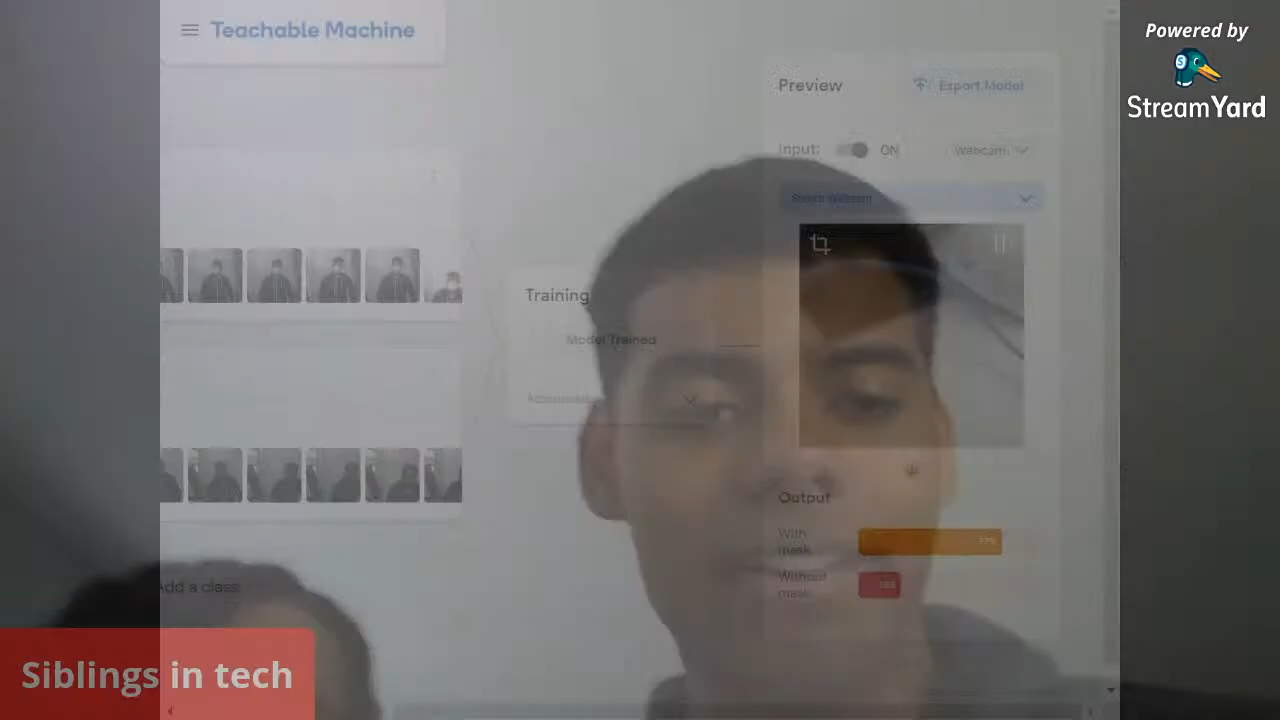 Teachable Machine
Powered by
StreamYard
Preview
Export Model
Input:
ON
Webcam
Training
Model Trained
Output
With
mask
Without
mask
Add a class
Siblings in tech